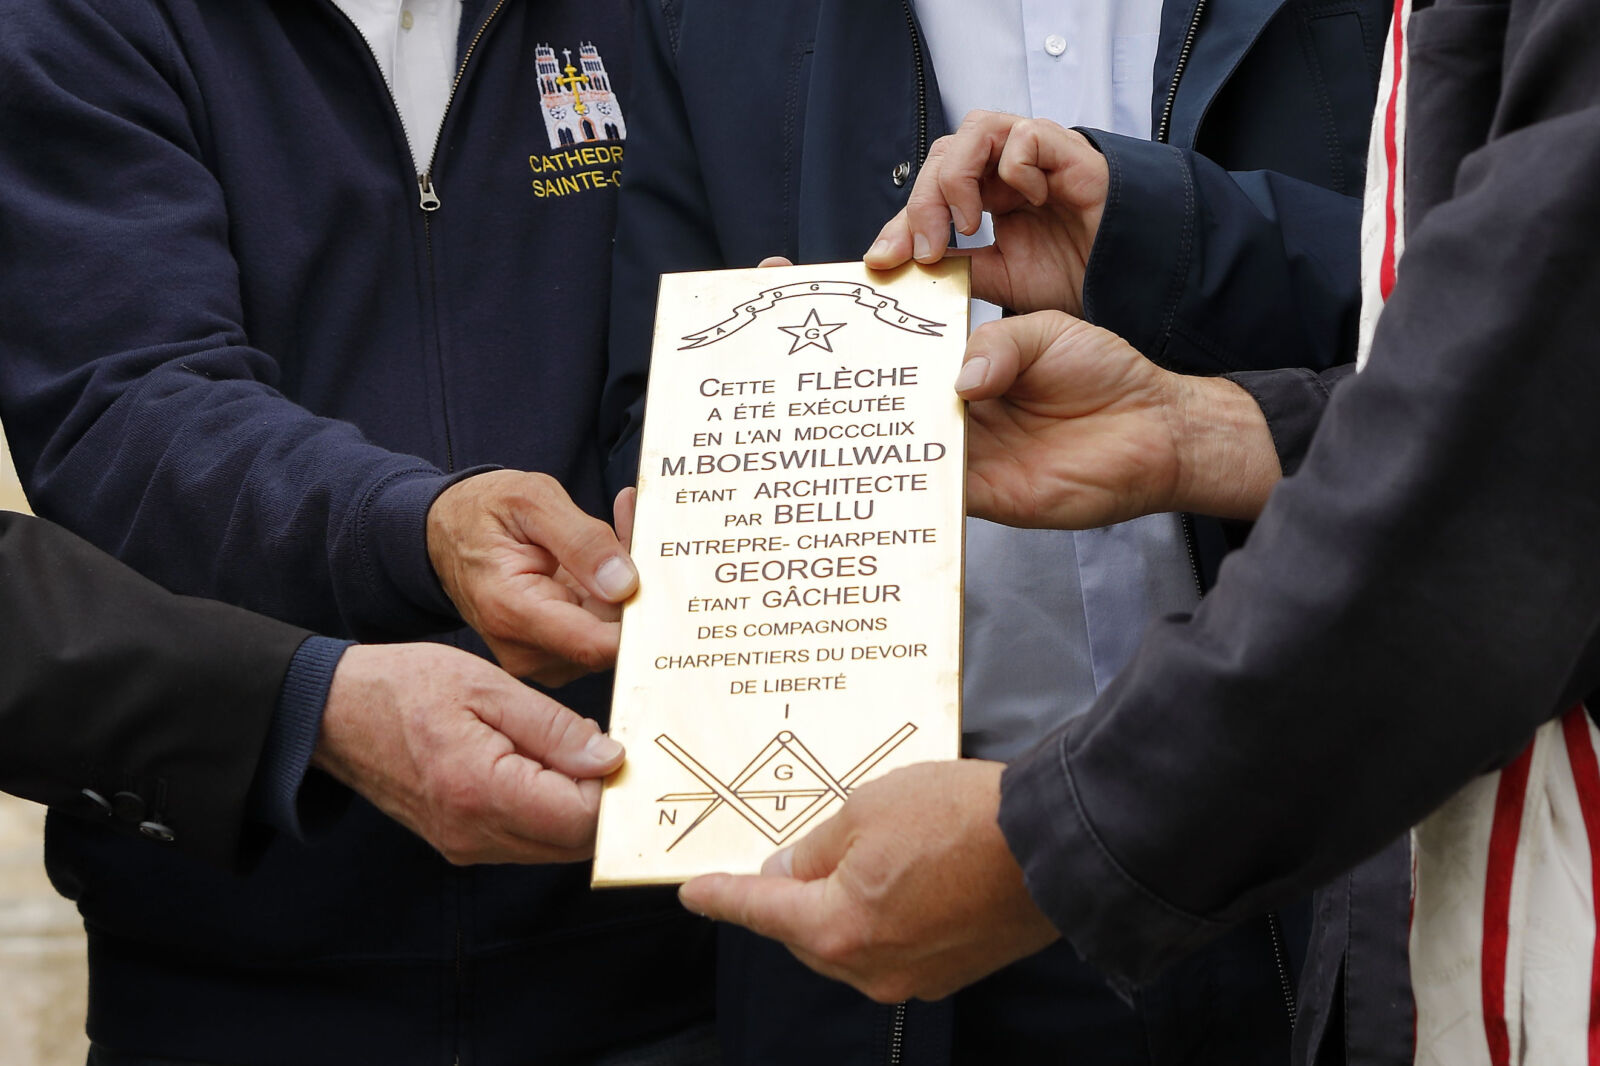 CATHEDR
SAINTE-C
A G D G A D U
G
CETTE FLÈCHE
A ÉTÉ EXÉCUTÉE
EN L'AN MDCCCLIIX
M.BOESWILLWALD
ÉTANT ARCHITECTE
PAR BELLU
ENTREPRE- CHARPENTE
GEORGES
ÉTANT GÂCHEUR
DES COMPAGNONS
CHARPENTIERS DU DEVOIR
DE LIBERTÉ
I
G
N